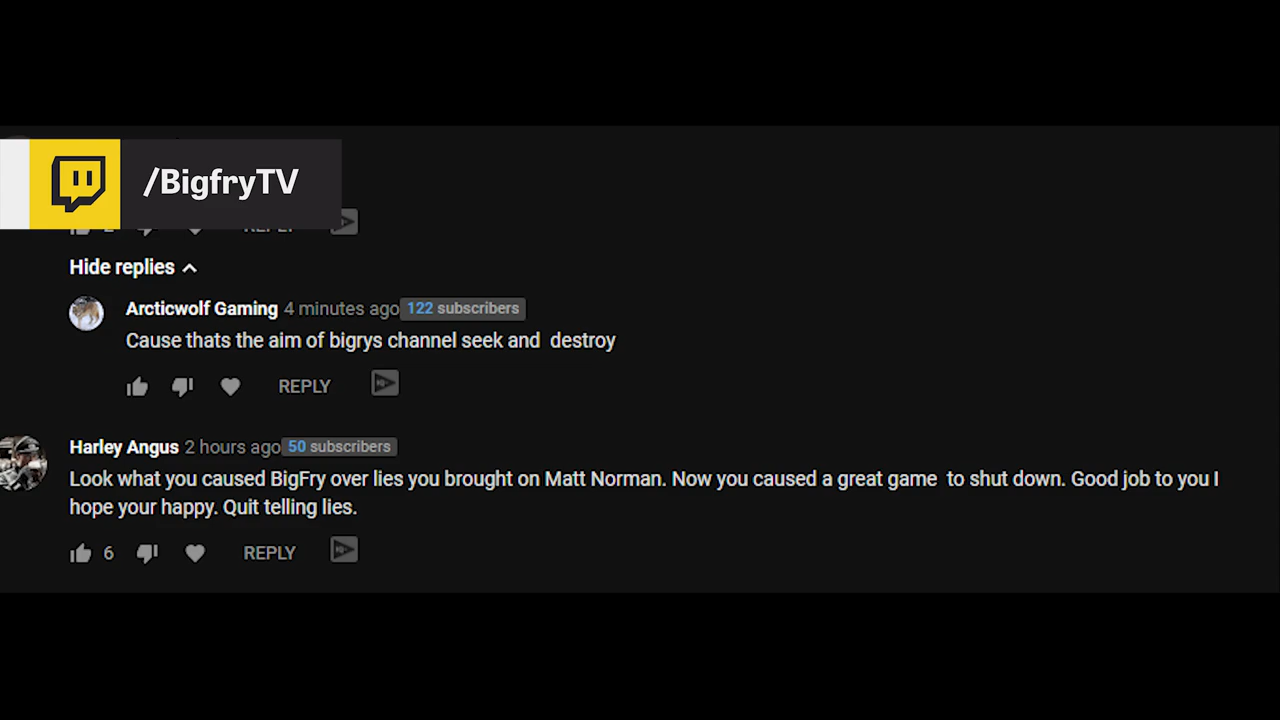 /BigfryTV
Hide replies
Arcticwolf Gaming 4 minutes ago 122 subscribers
Cause thats the aim of bigrys channel seek and destroy
REPLY
Harley Angus 2 hours ago 50 subscribers
Look what you caused BigFry over lies you brought on Matt Norman. Now you caused a great game to shut down. Good job to you I
hope your happy. Quit telling lies.
6 REPLY